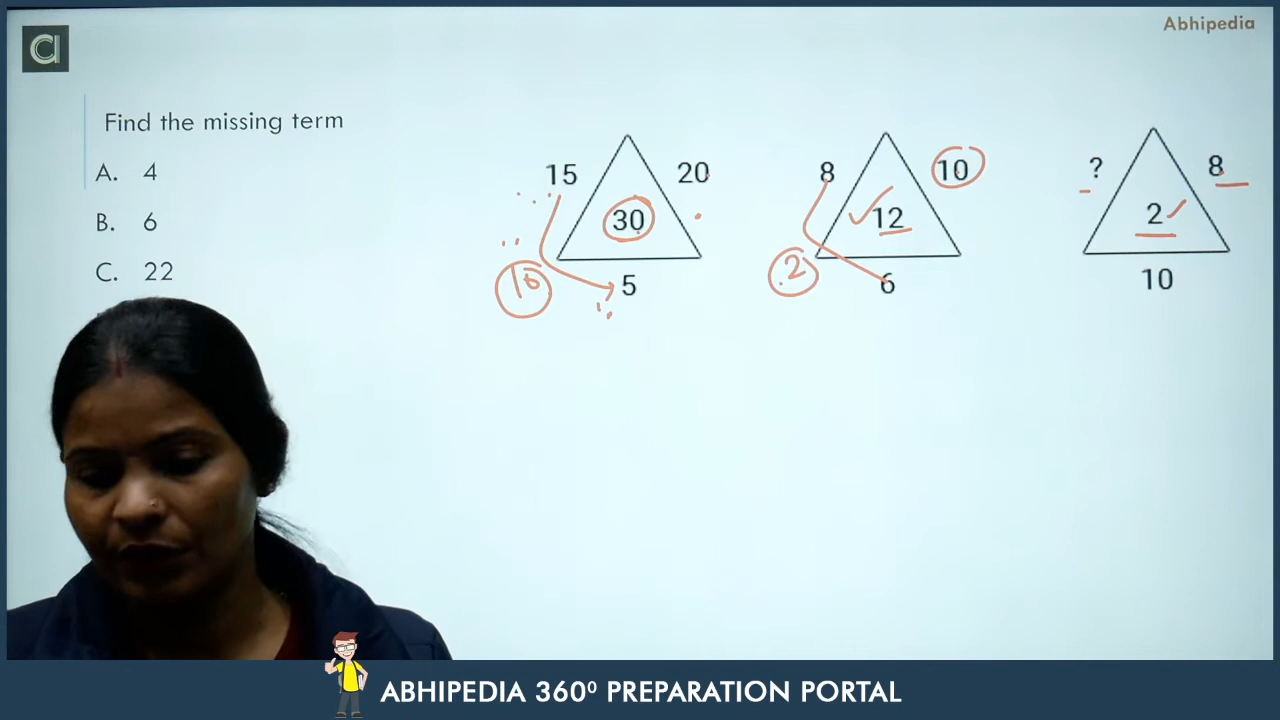 Abhipedia
Find the missing term
A. 4
B. 6
C. 22
15 20
30
5
10
8 10
12
6
2
? 8
2
10
ABHIPEDIA 360⁰ PREPARATION PORTAL